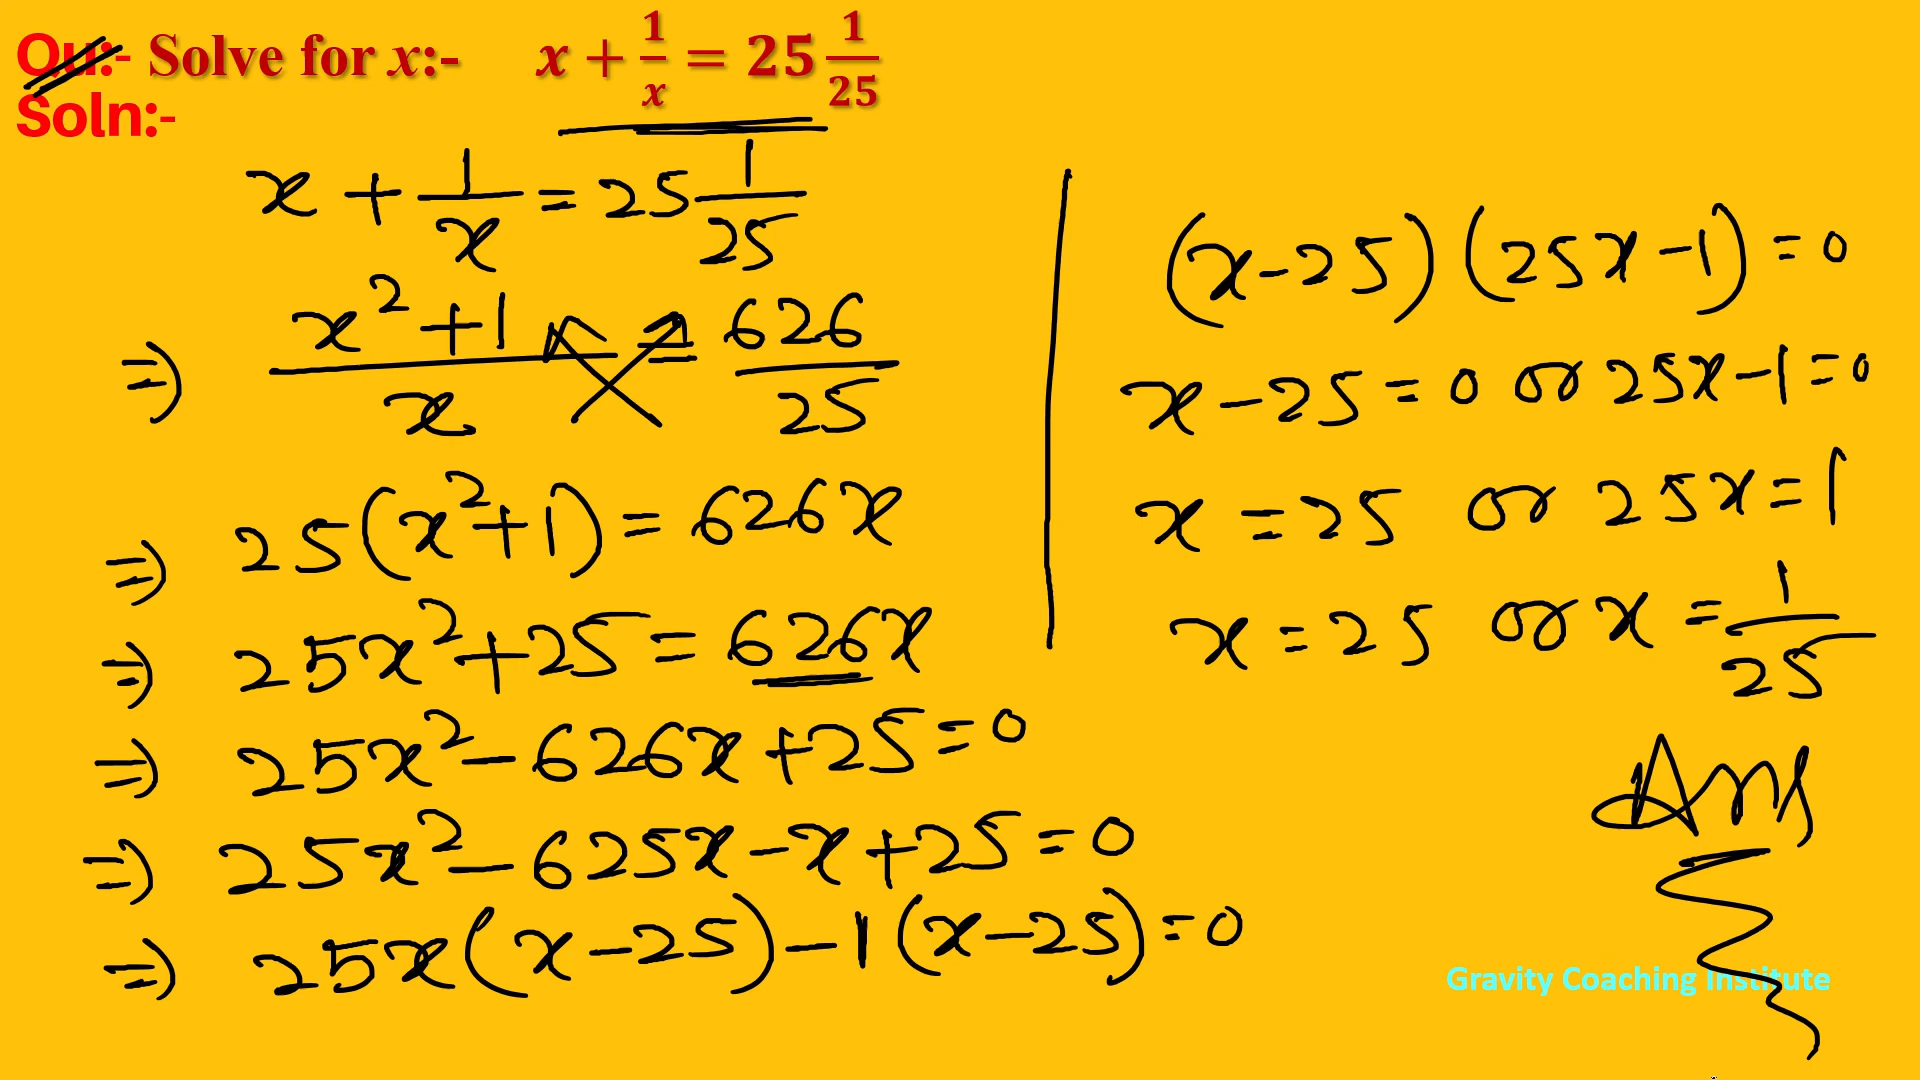 Qu:- Solve for x:- x + 1/x = 25 1/25
Soln:-
x + 1/x = 25 1/25
⇒ x²+1/x = 626/25
⇒ 25(x²+1) = 626x
⇒ 25x²+25 = 626x
⇒ 25x²-626x+25=0
⇒ 25x²-625x-x+25=0
⇒ 25x(x-25)-1(x-25)=0
(x-25)(25x-1)=0
x-25=0 or 25x-1=0
x=25 or 25x=1
x=25 or x=1/25
Ans
Gravity Coaching Institute